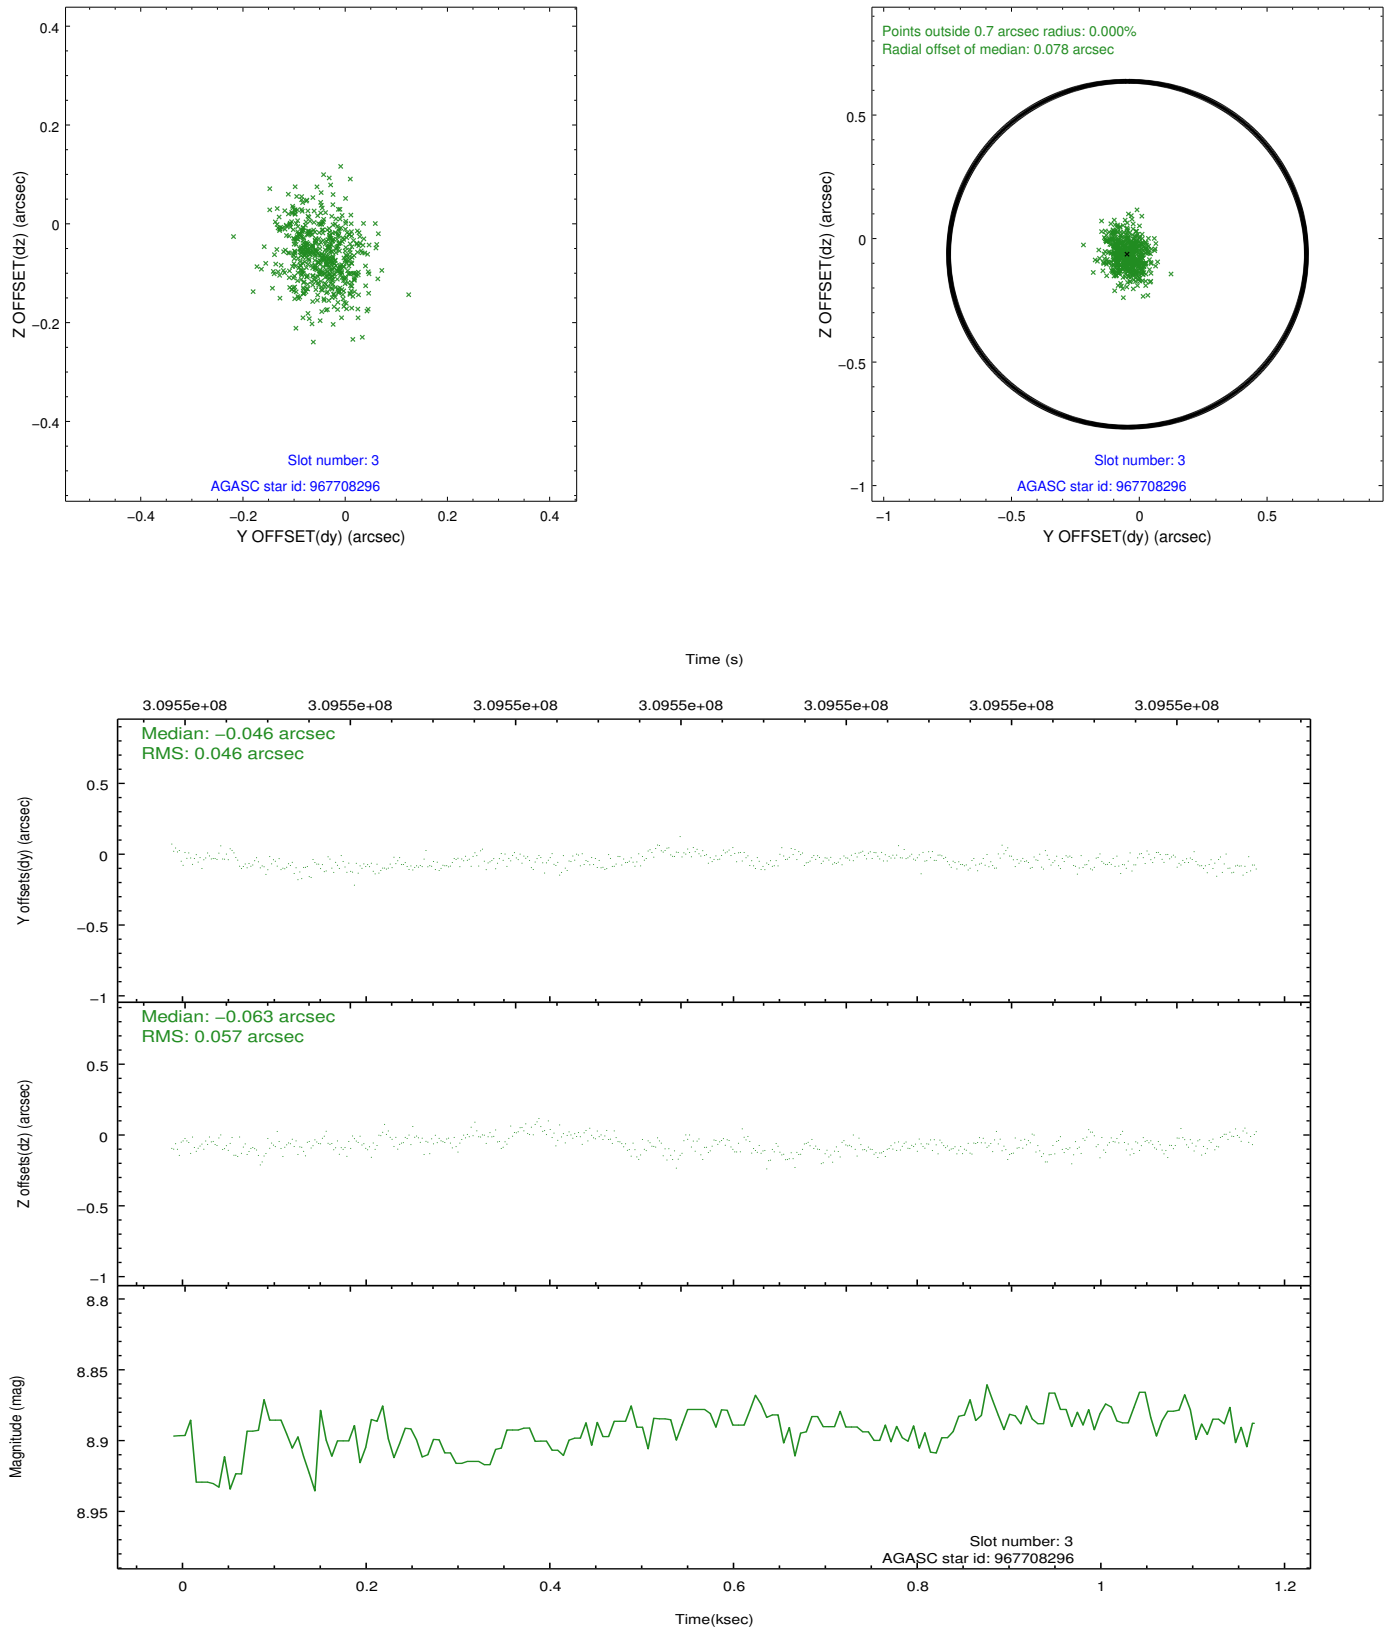 0.4
0.2
0
−0.2
−0.4
Z OFFSET(dz) (arcsec)
Slot number: 3
AGASC star id: 967708296
−0.4 −0.2 0 0.2 0.4
Y OFFSET(dy) (arcsec)
Points outside 0.7 arcsec radius: 0.000%
Radial offset of median: 0.078 arcsec
0.5
0
−0.5
−1
Z OFFSET(dz) (arcsec)
Slot number: 3
AGASC star id: 967708296
−1 −0.5 0 0.5
Y OFFSET(dy) (arcsec)
Time (s)
3.0955e+08 3.0955e+08 3.0955e+08 3.0955e+08 3.0955e+08 3.0955e+08 3.0955e+08
Median: −0.046 arcsec
RMS: 0.046 arcsec
0.5
0
−0.5
−1
Y offsets(dy) (arcsec)
Median: −0.063 arcsec
RMS: 0.057 arcsec
0.5
0
−0.5
−1
Z offsets(dz) (arcsec)
8.8
8.85
8.9
8.95
Magnitude (mag)
Slot number: 3
AGASC star id: 967708296
0 0.2 0.4 0.6 0.8 1 1.2
Time(ksec)